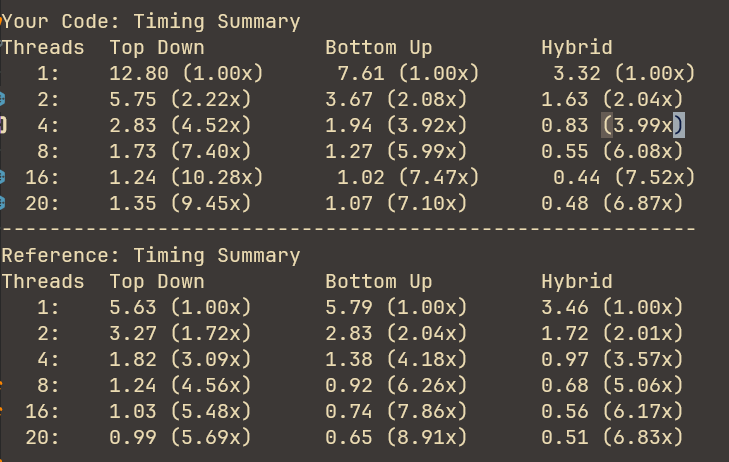 Your Code: Timing Summary
Threads  Top Down          Bottom Up         Hybrid
   1:    12.80 (1.00x)      7.61 (1.00x)      3.32 (1.00x)
   2:    5.75 (2.22x)      3.67 (2.08x)      1.63 (2.04x)
   4:    2.83 (4.52x)      1.94 (3.92x)      0.83 (3.99x)
   8:    1.73 (7.40x)      1.27 (5.99x)      0.55 (6.08x)
  16:    1.24 (10.28x)      1.02 (7.47x)      0.44 (7.52x)
  20:    1.35 (9.45x)      1.07 (7.10x)      0.48 (6.87x)
----------------------------------------------------------
Reference: Timing Summary
Threads  Top Down          Bottom Up         Hybrid
   1:    5.63 (1.00x)      5.79 (1.00x)      3.46 (1.00x)
   2:    3.27 (1.72x)      2.83 (2.04x)      1.72 (2.01x)
   4:    1.82 (3.09x)      1.38 (4.18x)      0.97 (3.57x)
   8:    1.24 (4.56x)      0.92 (6.26x)      0.68 (5.06x)
  16:    1.03 (5.48x)      0.74 (7.86x)      0.56 (6.17x)
  20:    0.99 (5.69x)      0.65 (8.91x)      0.51 (6.83x)